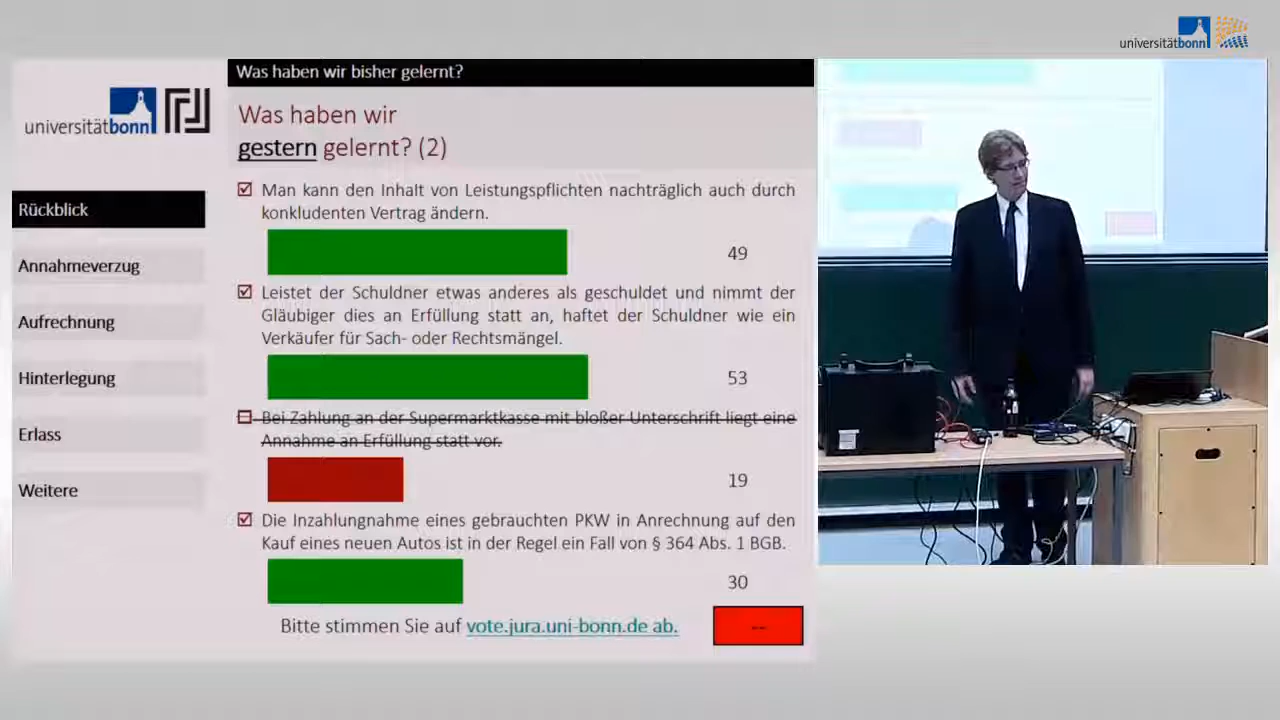 universitätbonn
Was haben wir bisher gelernt?
universitätbonn
Was haben wir
gestern gelernt? (2)
Rückblick
Annahmeverzug
Aufrechnung
Hinterlegung
Erlass
Weitere
Man kann den Inhalt von Leistungspflichten nachträglich auch durch
konkludenten Vertrag ändern.
49
Leistet der Schuldner etwas anderes als geschuldet und nimmt der
Gläubiger dies an Erfüllung statt an, haftet der Schuldner wie ein
Verkäufer für Sach- oder Rechtsmängel.
53
Bei Zahlung an der Supermarktkasse mit bloßer Unterschrift liegt eine
Annahme an Erfüllung statt vor.
19
Die Inzahlungnahme eines gebrauchten PKW in Anrechnung auf den
Kauf eines neuen Autos ist in der Regel ein Fall von § 364 Abs. 1 BGB.
30
Bitte stimmen Sie auf vote.jura.uni-bonn.de ab.